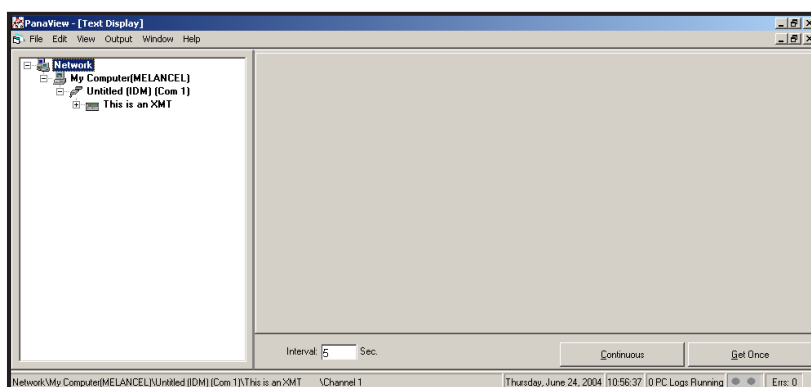 PanaView - [Text Display]
File Edit View Output Window Help
Network
My Computer(MELANCEL)
Untitled (IDM) (Com 1)
This is an XMT
Interval: 5 Sec.
Continuous
Get Once
Network\My Computer(MELANCEL)\Untitled (IDM) (Com 1)\This is an XMT \Channel 1
Thursday, June 24, 2004 10:56:37 0 PC Logs Running Errs: 0